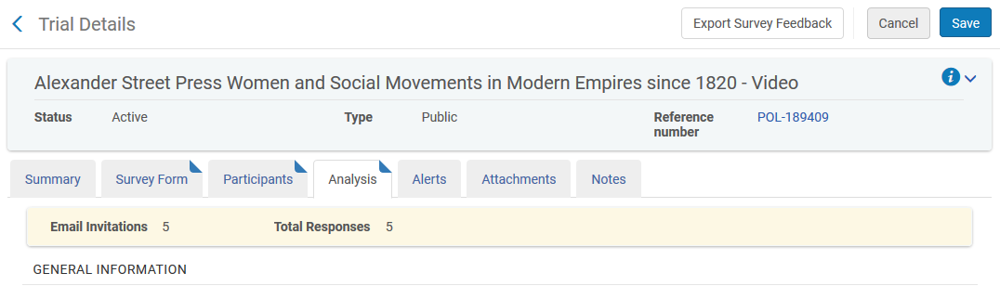 Trial Details Export Survey Feedback Cancel Save
Alexander Street Press Women and Social Movements in Modern Empires since 1820 - Video
Status Active Type Public Reference number POL-189409
Summary Survey Form Participants Analysis Alerts Attachments Notes
Email Invitations 5 Total Responses 5
GENERAL INFORMATION